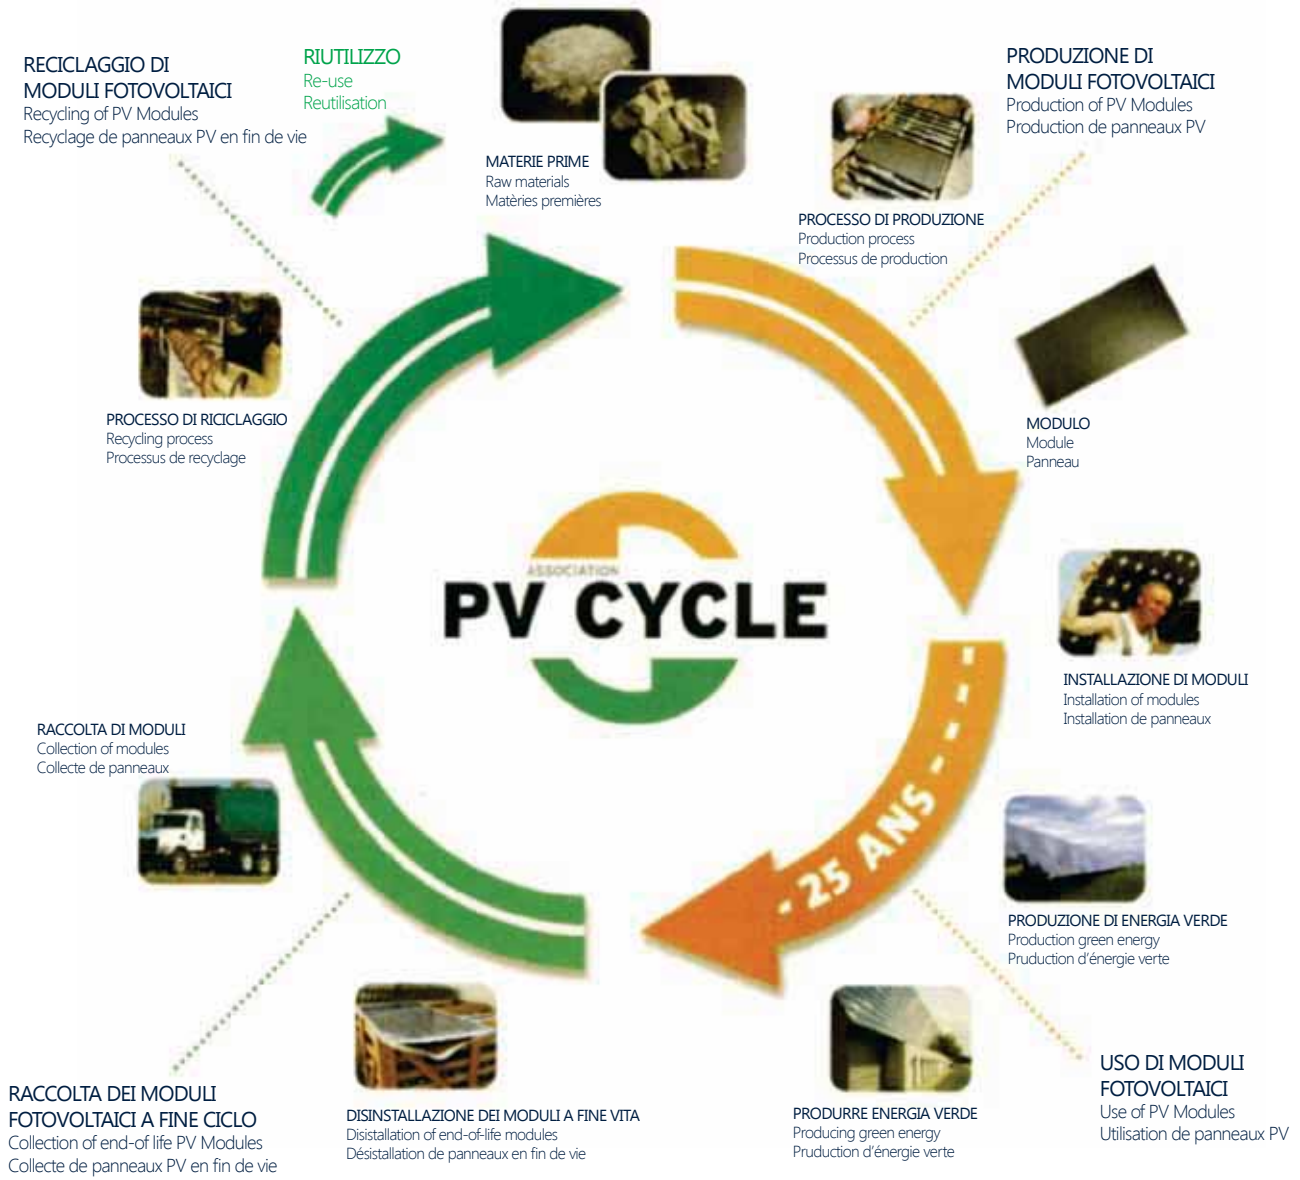 RECICLAGGIO DI
MODULI FOTOVOLTAICI
Recycling of PV Modules
Recyclage de panneaux PV en fin de vie
RIUTILIZZO
Re-use
Reutilisation
MATERIE PRIME
Raw materials
Matèries premières
PRODUZIONE DI
MODULI FOTOVOLTAICI
Production of PV Modules
Production de panneaux PV
PROCESSO DI PRODUZIONE
Production process
Processus de production
MODULO
Module
Panneau
PROCESSO DI RICICLAGGIO
Recycling process
Processus de recyclage
ASSOCIATION
PV CYCLE
INSTALLAZIONE DI MODULI
Installation of modules
Installation de panneaux
RACCOLTA DI MODULI
Collection of modules
Collecte de panneaux
- 25 ANS -
PRODUZIONE DI ENERGIA VERDE
Production green energy
Pruduction d'énergie verte
USO DI MODULI
FOTOVOLTAICI
Use of PV Modules
Utilisation de panneaux PV
PRODURRE ENERGIA VERDE
Producing green energy
Pruduction d'énergie verte
DISINSTALLAZIONE DEI MODULI A FINE VITA
Disistallation of end-of-life modules
Désistallation de panneaux en fin de vie
RACCOLTA DEI MODULI
FOTOVOLTAICI A FINE CICLO
Collection of end-of life PV Modules
Collecte de panneaux PV en fin de vie